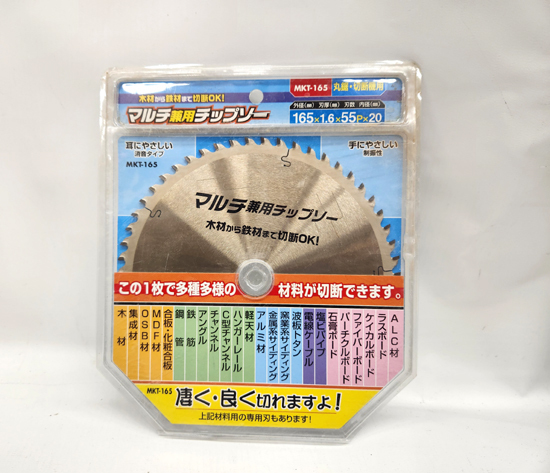 木材から鉄材まで切断OK!
マルチ兼用チップソー
MKT-165 丸鋸・切断機用
外径(㎜) 刃厚(㎜) 刃数 内径(㎜)
165×1.6×55P×20
耳にやさしい
消音タイプ
MKT-165
手にやさしい
制振性
マルチ兼用チップソー
木材から鉄材まで切断OK!
この1枚で多種多様の材料が切断できます。
木材
集成材
OSB材
MDF材
合板・化粧合板
鋼管
鉄筋
アングル
チャンネル
C型チャンネル
ハンガーレール
軽天材
アルミ材
金属系サイディング
窯業系サイディング
波板トタン
電線ケーブル
塩ビパイプ
石膏ボード
パーチクルボード
ファイバーボード
ケイカルボード
ラスボード
ALC材
MKT-165
凄く・良く切れますよ!
上記材料用の専用刃もあります!